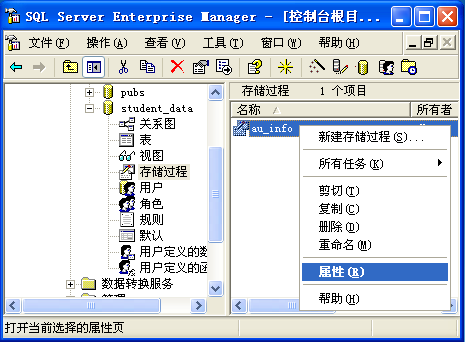 SQL Server Enterprise Manager - [控制台根目...
文件(F) 操作(A) 查看(V) 工具(T) 窗口(W) 帮助(H)
pubs
student_data
关系图
表
视图
存储过程
用户
角色
规则
默认
用户定义的数
用户定义的函
数据转换服务
存储过程 1 个项目
名称 所有者
au_info
新建存储过程(S)...
所有任务(K)
剪切(T)
复制(C)
删除(D)
重命名(M)
属性(R)
帮助(H)
打开当前选择的属性页